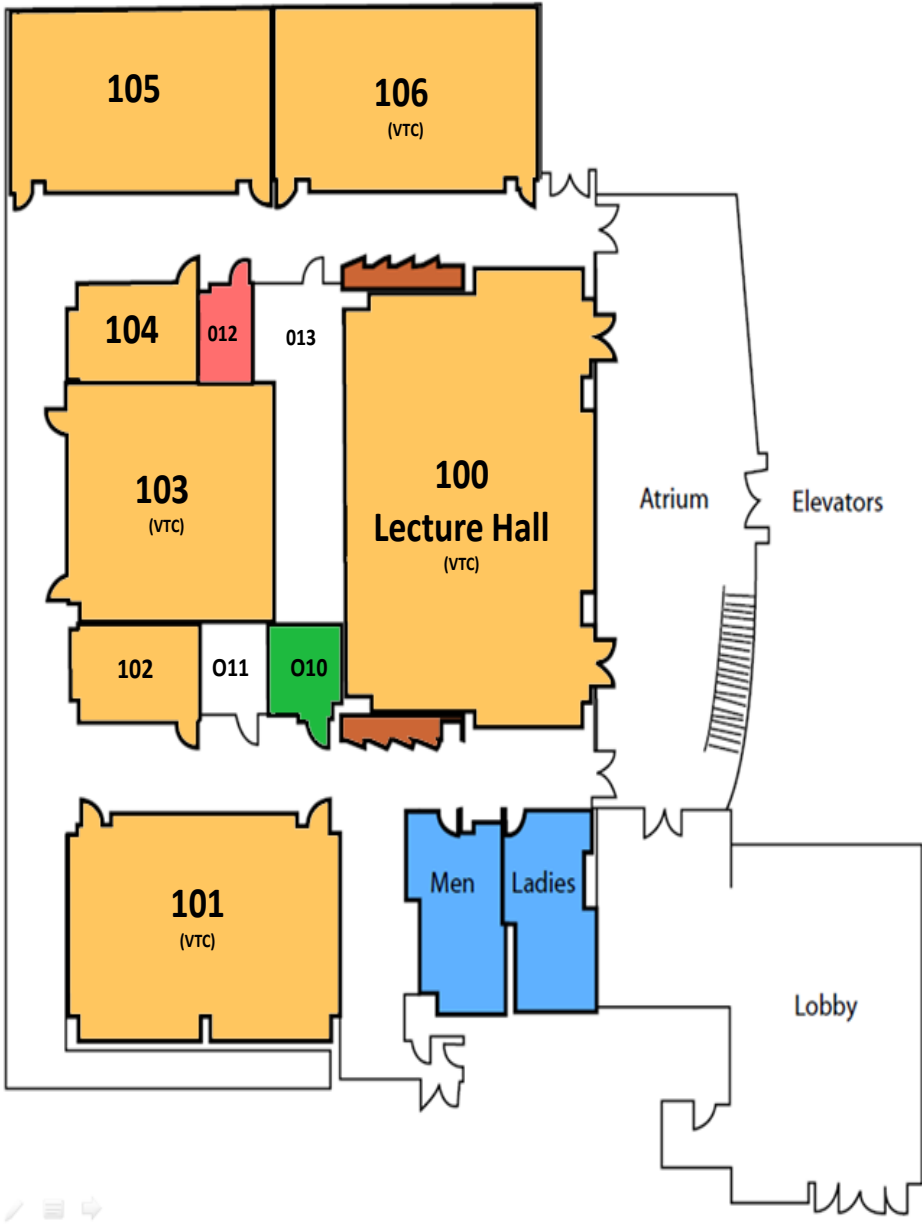 105
106
(VTC)
104
012
013
103
(VTC)
100
Lecture Hall
(VTC)
Atrium
Elevators
102
O11
O10
101
(VTC)
Men
Ladies
Lobby